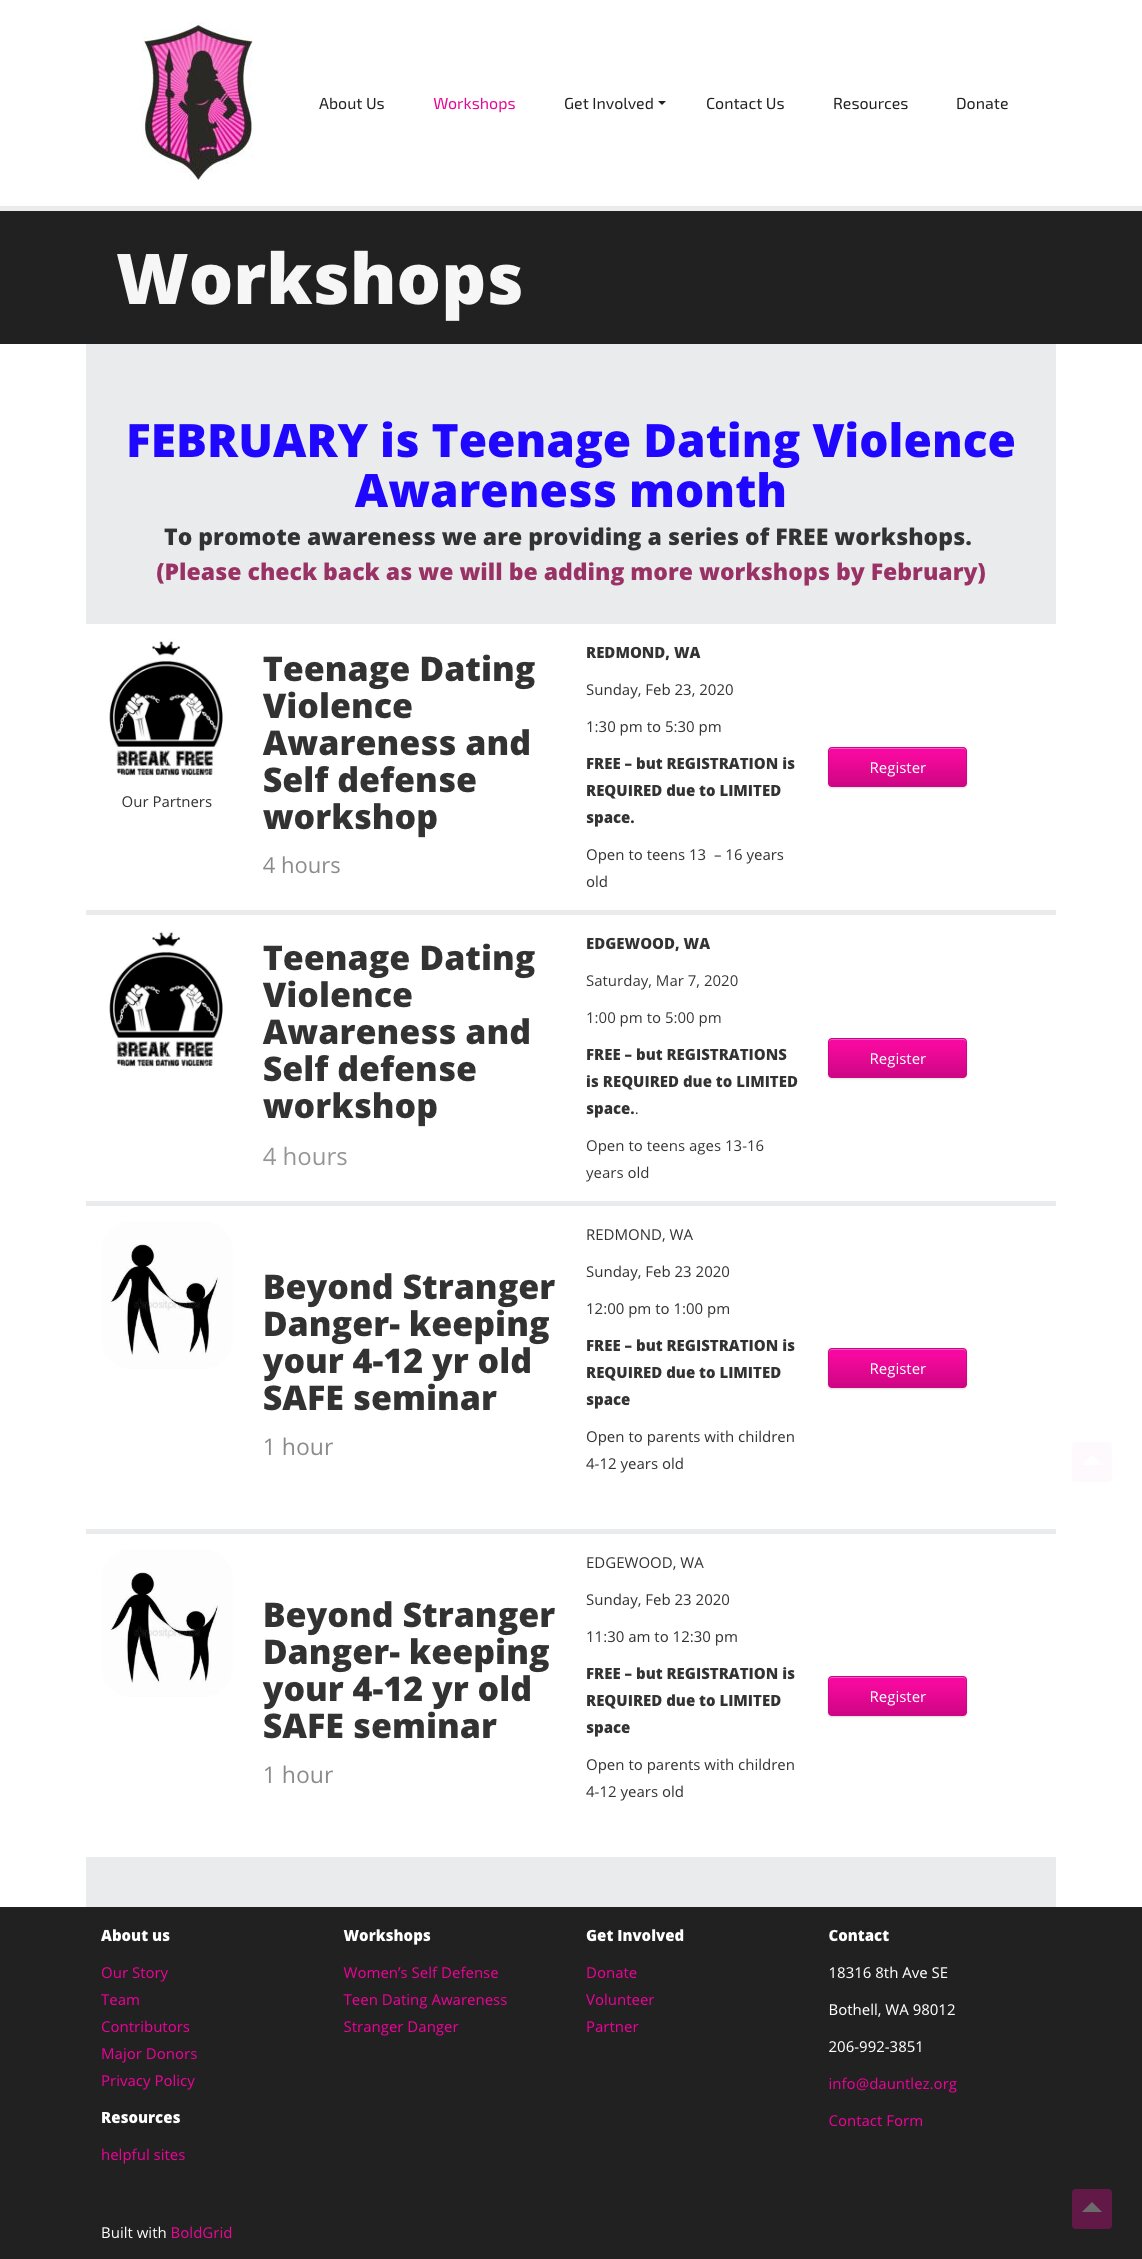 About Us
Workshops
Get Involved
Contact Us
Resources
Donate
Workshops
FEBRUARY is Teenage Dating Violence
Awareness month
To promote awareness we are providing a series of FREE workshops.
(Please check back as we will be adding more workshops by February)
BREAK FREE
FROM TEEN DATING VIOLENCE
Our Partners
Teenage Dating
Violence
Awareness and
Self defense
workshop
4 hours
REDMOND, WA
Sunday, Feb 23, 2020
1:30 pm to 5:30 pm
FREE – but REGISTRATION is
REQUIRED due to LIMITED
space.
Open to teens 13  – 16 years
old
Register
BREAK FREE
FROM TEEN DATING VIOLENCE
Teenage Dating
Violence
Awareness and
Self defense
workshop
4 hours
EDGEWOOD, WA
Saturday, Mar 7, 2020
1:00 pm to 5:00 pm
FREE – but REGISTRATIONS
is REQUIRED due to LIMITED
space..
Open to teens ages 13-16
years old
Register
Beyond Stranger
Danger- keeping
your 4-12 yr old
SAFE seminar
1 hour
REDMOND, WA
Sunday, Feb 23 2020
12:00 pm to 1:00 pm
FREE – but REGISTRATION is
REQUIRED due to LIMITED
space
Open to parents with children
4-12 years old
Register
Beyond Stranger
Danger- keeping
your 4-12 yr old
SAFE seminar
1 hour
EDGEWOOD, WA
Sunday, Feb 23 2020
11:30 am to 12:30 pm
FREE – but REGISTRATION is
REQUIRED due to LIMITED
space
Open to parents with children
4-12 years old
Register
About us
Our Story
Team
Contributors
Major Donors
Privacy Policy
Resources
helpful sites
Workshops
Women’s Self Defense
Teen Dating Awareness
Stranger Danger
Get Involved
Donate
Volunteer
Partner
Contact
18316 8th Ave SE
Bothell, WA 98012
206-992-3851
info@dauntlez.org
Contact Form
Built with BoldGrid